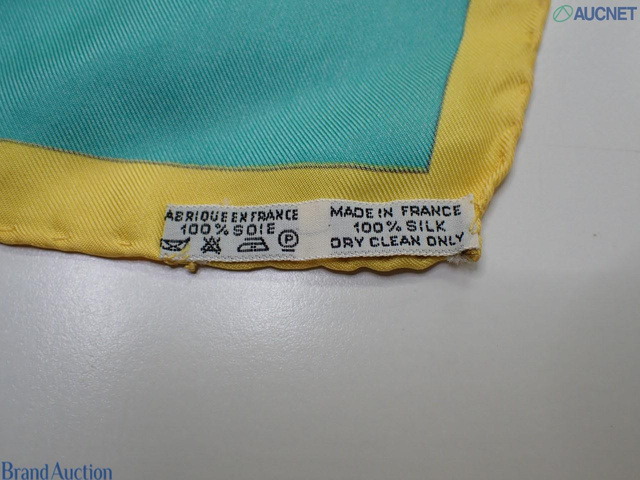 AUCNET
ABRIQUE EN FRANCE
100% SOIE
MADE IN FRANCE
100% SILK
DRY CLEAN ONLY
Brand Auction